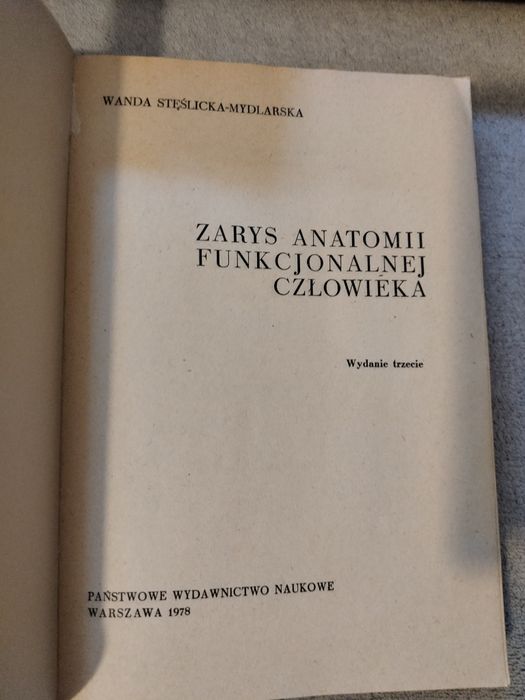 WANDA STĘŚLICKA-MYDLARSKA
ZARYS ANATOMII
FUNKCJONALNEJ
CZŁOWIEKA
Wydanie trzecie
PAŃSTWOWE WYDAWNICTWO NAUKOWE
WARSZAWA 1978